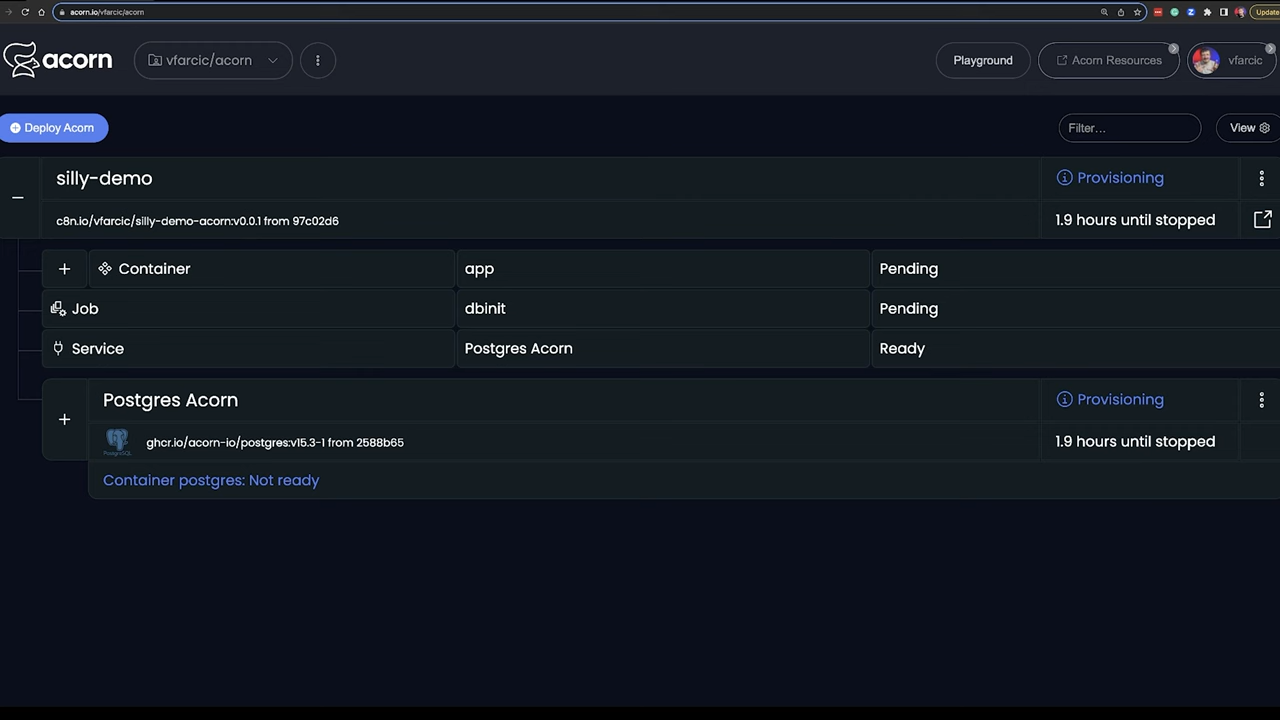 acorn.io/vfarcic/acorn
Update
acorn
vfarcic/acorn
Playground
Acorn Resources
vfarcic
Deploy Acorn
Filter...
View
silly-demo
Provisioning
c8n.io/vfarcic/silly-demo-acorn:v0.0.1 from 97c02d6
1.9 hours until stopped
Container
app
Pending
Job
dbinit
Pending
Service
Postgres Acorn
Ready
Postgres Acorn
Provisioning
PostgreSQL
ghcr.io/acorn-io/postgres:v15.3-1 from 2588b65
1.9 hours until stopped
Container postgres: Not ready